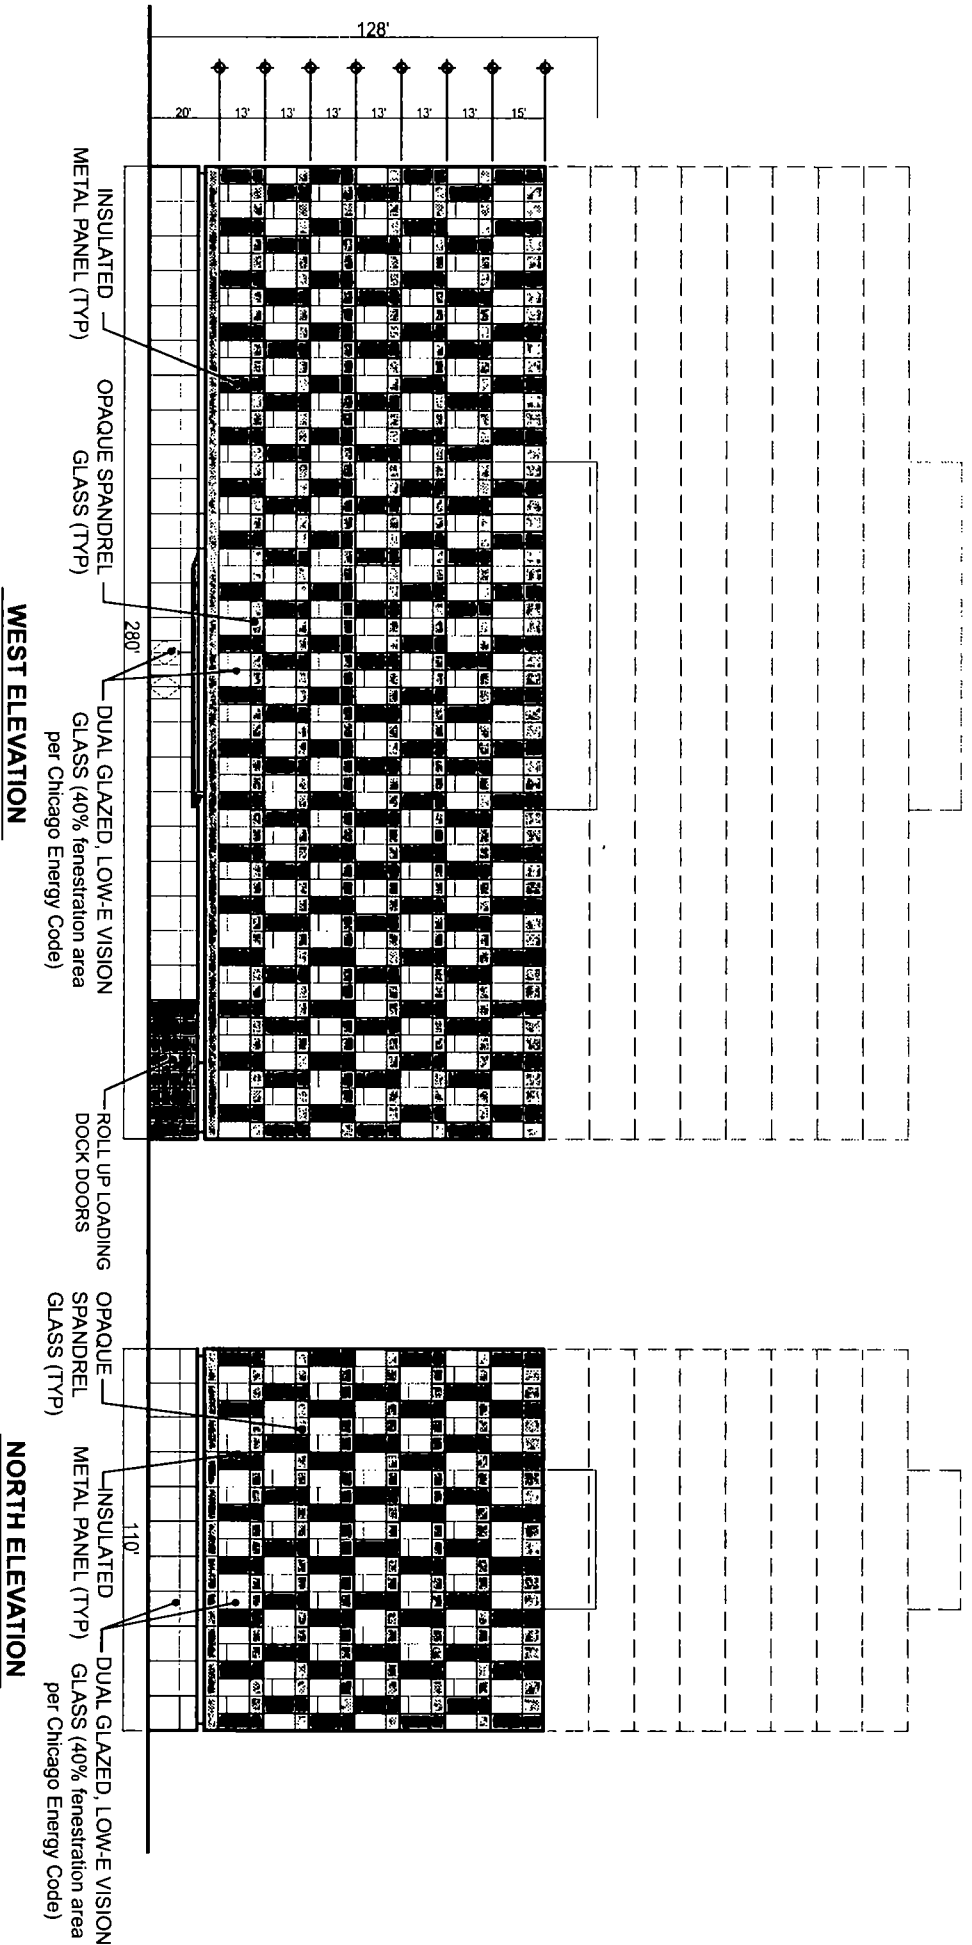 128'
20'
13'
13'
13'
13'
13'
13'
15'
INSULATED
METAL PANEL (TYP)
OPAQUE SPANDREL
GLASS (TYP)
280'
DUAL GLAZED, LOW-E VISION
GLASS (40% fenestration area
per Chicago Energy Code)
ROLL UP LOADING
DOCK DOORS
WEST ELEVATION
OPAQUE
SPANDREL
GLASS (TYP)
INSULATED
METAL PANEL (TYP)
110'
DUAL GLAZED, LOW-E VISION
GLASS (40% fenestration area
per Chicago Energy Code)
NORTH ELEVATION